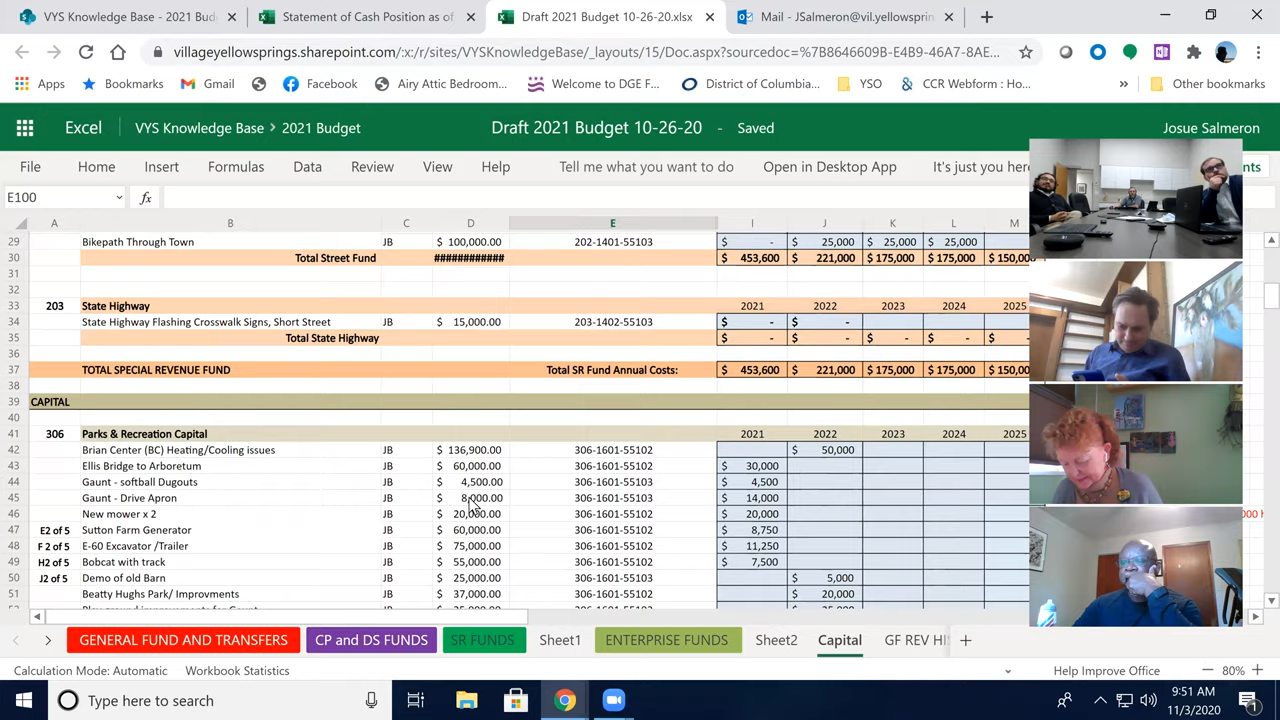 VYS Knowledge Base - 2021 Bud
Statement of Cash Position as of
Draft 2021 Budget 10-26-20.xlsx
Mail - JSalmeron@vil.yellowsprin
villageyellowsprings.sharepoint.com/:x:/r/sites/VYSKnowledgeBase/_layouts/15/Doc.aspx?sourcedoc=%7B8646609B-E4B9-46A7-8AE...
Apps Bookmarks Gmail Facebook Airy Attic Bedroom... Welcome to DGE F... District of Columbia... YSO CCR Webform : Ho... » Other bookmarks
Excel VYS Knowledge Base > 2021 Budget Draft 2021 Budget 10-26-20 - Saved Josue Salmeron
File Home Insert Formulas Data Review View Help Tell me what you want to do Open in Desktop App It's just you here nts
E100 fx
A B C D E I J K L M
29 Bikepath Through Town JB $ 100,000.00 202-1401-55103 $ - $ 25,000 $ 25,000 $ 25,000
30 Total Street Fund ############ $ 453,600 $ 221,000 $ 175,000 $ 175,000 $ 150,00
31
32
33 203 State Highway 2021 2022 2023 2024 2025
34 State Highway Flashing Crosswalk Signs, Short Street JB $ 15,000.00 203-1402-55103 $ - $ -
35 Total State Highway $ - $ - $ - $ - $ -
36
37 TOTAL SPECIAL REVENUE FUND Total SR Fund Annual Costs: $ 453,600 $ 221,000 $ 175,000 $ 175,000 $ 150,00
38
39 CAPITAL
40
41 306 Parks & Recreation Capital 2021 2022 2023 2024 2025
42 Brian Center (BC) Heating/Cooling issues JB $ 136,900.00 306-1601-55102 $ 50,000
43 Ellis Bridge to Arboretum JB $ 60,000.00 306-1601-55102 $ 30,000
44 Gaunt - softball Dugouts JB $ 4,500.00 306-1601-55103 $ 4,500
45 Gaunt - Drive Apron JB $ 8,000.00 306-1601-55103 $ 14,000
46 New mower x 2 JB $ 20,000.00 306-1601-55102 $ 20,000 00 h
47 E2 of 5 Sutton Farm Generator JB $ 60,000.00 306-1601-55102 $ 8,750
48 F 2 of 5 E-60 Excavator /Trailer JB $ 75,000.00 306-1601-55102 $ 11,250
49 H2 of 5 Bobcat with track JB $ 55,000.00 306-1601-55102 $ 7,500
50 J2 of 5 Demo of old Barn JB $ 25,000.00 306-1601-55102 $ 5,000
51 Beatty Hughs Park/ Improvments JB $ 37,000.00 306-1601-55102 $ 20,000
GENERAL FUND AND TRANSFERS CP and DS FUNDS SR FUNDS Sheet1 ENTERPRISE FUNDS Sheet2 Capital GF REV HI
Calculation Mode: Automatic Workbook Statistics Help Improve Office 80%
Type here to search 9:51 AM
11/3/2020 1